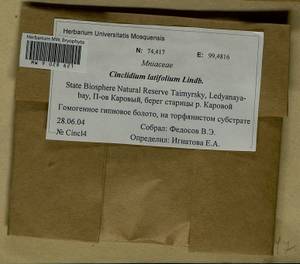 Herbarium Universitatis Mosquensis
N: 74,417 E: 99,4816
Mniaceae
Cinclidium latifolium Lindb.
State Biosphere Natural Reserve Taimyrsky, Ledyanaya-
bay, П-ов Каровый, берег старицы р. Каровой
Гомогенное гипновое болото, на торфянистом субстрате
28.06.04 Собрал: Федосов В.Э.
Определил: Игнатова Е.А.
№ Cincl4
Herbarium MW, Bryophyta